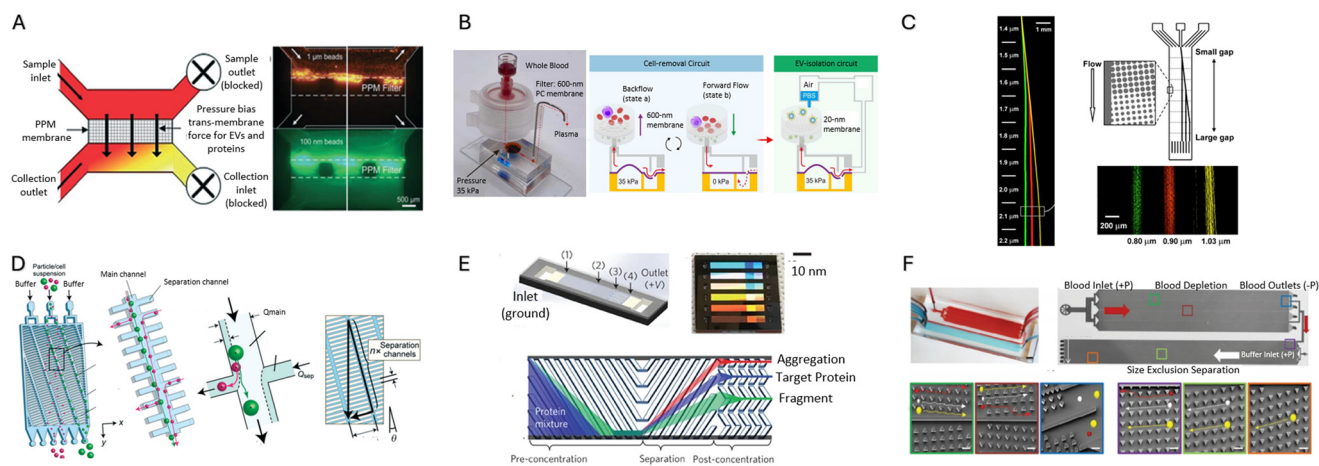 A
Sample
inlet
Sample
outlet
(blocked)
PPM
membrane
Pressure bias
trans-membrane
force for EVs and
proteins
Collection
outlet
Collection
inlet
(blocked)
1 µm beads
PPM Filter
100 nm beads
PPM Filter
500 µm
B
Whole Blood
Filter: 600-nm
PC membrane
Plasma
Pressure
35 kPa
Cell-removal Circuit
Backflow
(state a)
600-nm
membrane
Forward Flow
(state b)
35 kPa
0 kPa
EV-isolation circuit
Air
PBS
20-nm
membrane
35 kPa
C
1.4 µm
1.5 µm
1.6 µm
1.7 µm
1.8 µm
1.9 µm
2.0 µm
2.1 µm
2.2 µm
1 mm
Flow
Small gap
Large gap
200 µm
0.80 µm
0.90 µm
1.03 µm
D
Particle/cell
suspension
Buffer
Buffer
x
y
Main channel
Separation channel
Qmain
Qsep
n×
Separation
channels
θ
E
(1)
(2)
(3)
(4)
Outlet
(+V)
Inlet
(ground)
10 nm
Protein
mixture
Aggregation
Target Protein
Fragment
Pre-concentration
Separation
Post-concentration
F
Blood Inlet (+P)
Blood Depletion
Blood Outlets (-P)
Buffer Inlet (+P)
Size Exclusion Separation